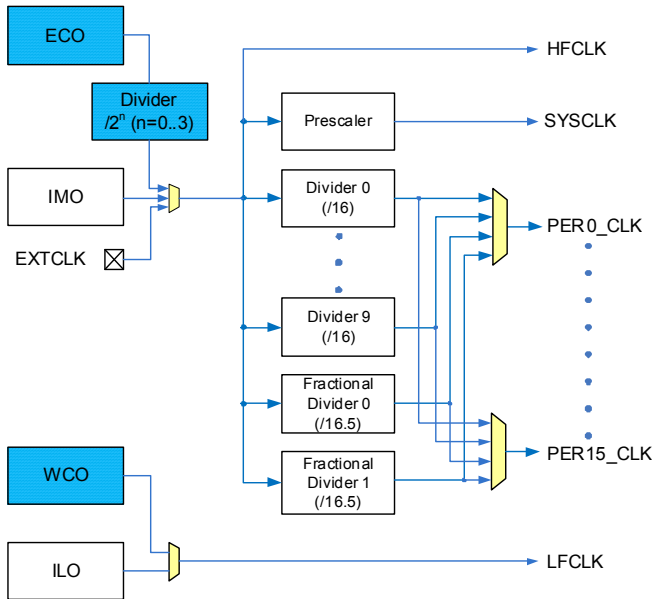 ECO
HFCLK
Divider
/2ⁿ (n=0..3)
Prescaler
SYSCLK
IMO
Divider 0
(/16)
PER0_CLK
EXTCLK
Divider 9
(/16)
Fractional
Divider 0
(/16.5)
Fractional
Divider 1
(/16.5)
PER15_CLK
WCO
ILO
LFCLK